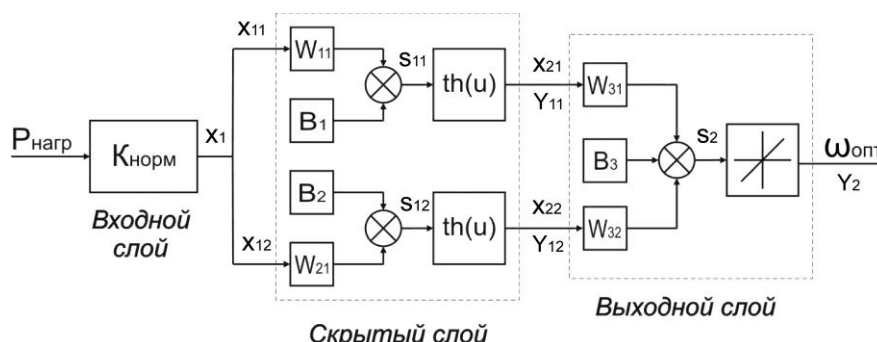 Pнагр
Kнорм
Входной
слой
x1
x11
x12
W11
B1
B2
W21
s11
s12
th(u)
th(u)
Скрытый слой
x21
Y11
x22
Y12
W31
B3
W32
s2
ωопт
Y2
Выходной слой